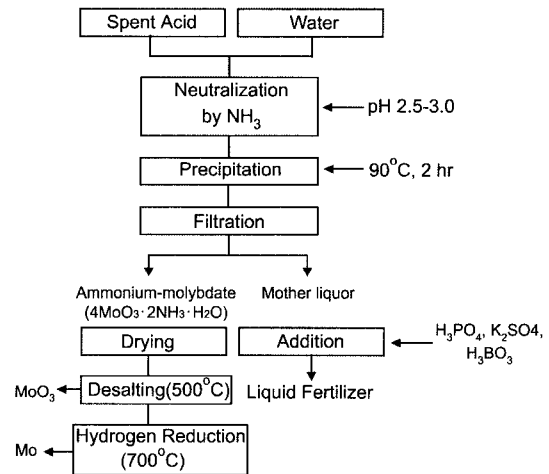 Spent Acid
Water
Neutralization
by NH₃
pH 2.5-3.0
Precipitation
90°C, 2 hr
Filtration
Ammonium-molybdate
(4MoO₃·2NH₃·H₂O)
Mother liquor
Drying
Addition
H₃PO₄, K₂SO4,
H₃BO₃
MoO₃
Desalting(500°C)
Liquid Fertilizer
Mo
Hydrogen Reduction
(700°C)